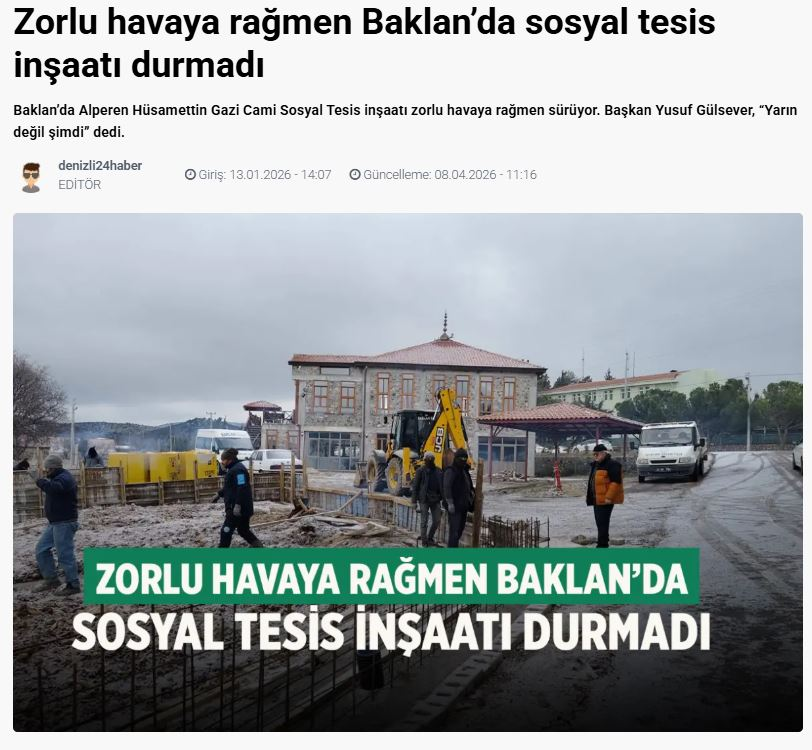 Zorlu havaya rağmen Baklan’da sosyal tesis
inşaatı durmadı
Baklan’da Alperen Hüsamettin Gazi Cami Sosyal Tesis inşaatı zorlu havaya rağmen sürüyor. Başkan Yusuf Gülsever, “Yarın
değil şimdi” dedi.
denizli24haber
EDİTÖR
Giriş: 13.01.2026 - 14:07
Güncelleme: 08.04.2026 - 11:16
JCB
ZORLU HAVAYA RAĞMEN BAKLAN’DA
SOSYAL TESİS İNŞAATI DURMADI